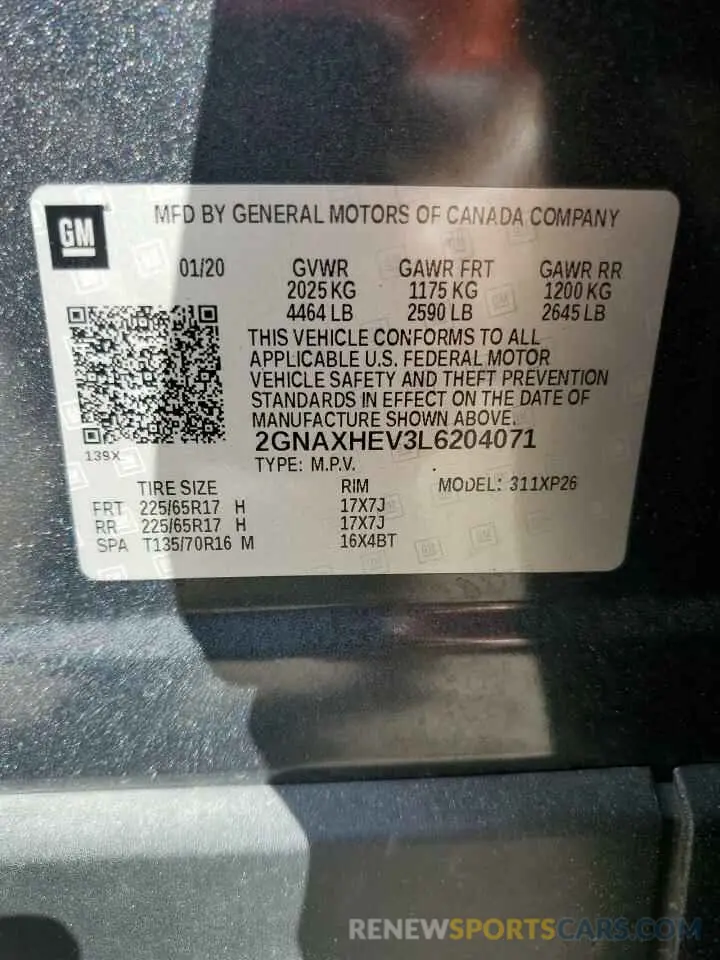 GM
MFD BY GENERAL MOTORS OF CANADA COMPANY
01/20 GVWR GAWR FRT GAWR RR
2025 KG 1175 KG 1200 KG
4464 LB 2590 LB 2645 LB
THIS VEHICLE CONFORMS TO ALL
APPLICABLE U.S. FEDERAL MOTOR
VEHICLE SAFETY AND THEFT PREVENTION
STANDARDS IN EFFECT ON THE DATE OF
MANUFACTURE SHOWN ABOVE.
139X 2GNAXHEV3L6204071
TYPE: M.P.V.
TIRE SIZE RIM MODEL: 311XP26
FRT 225/65R17 H 17X7J
RR 225/65R17 H 17X7J
SPA T135/70R16 M 16X4BT
RENEWSPORTSCARS.COM